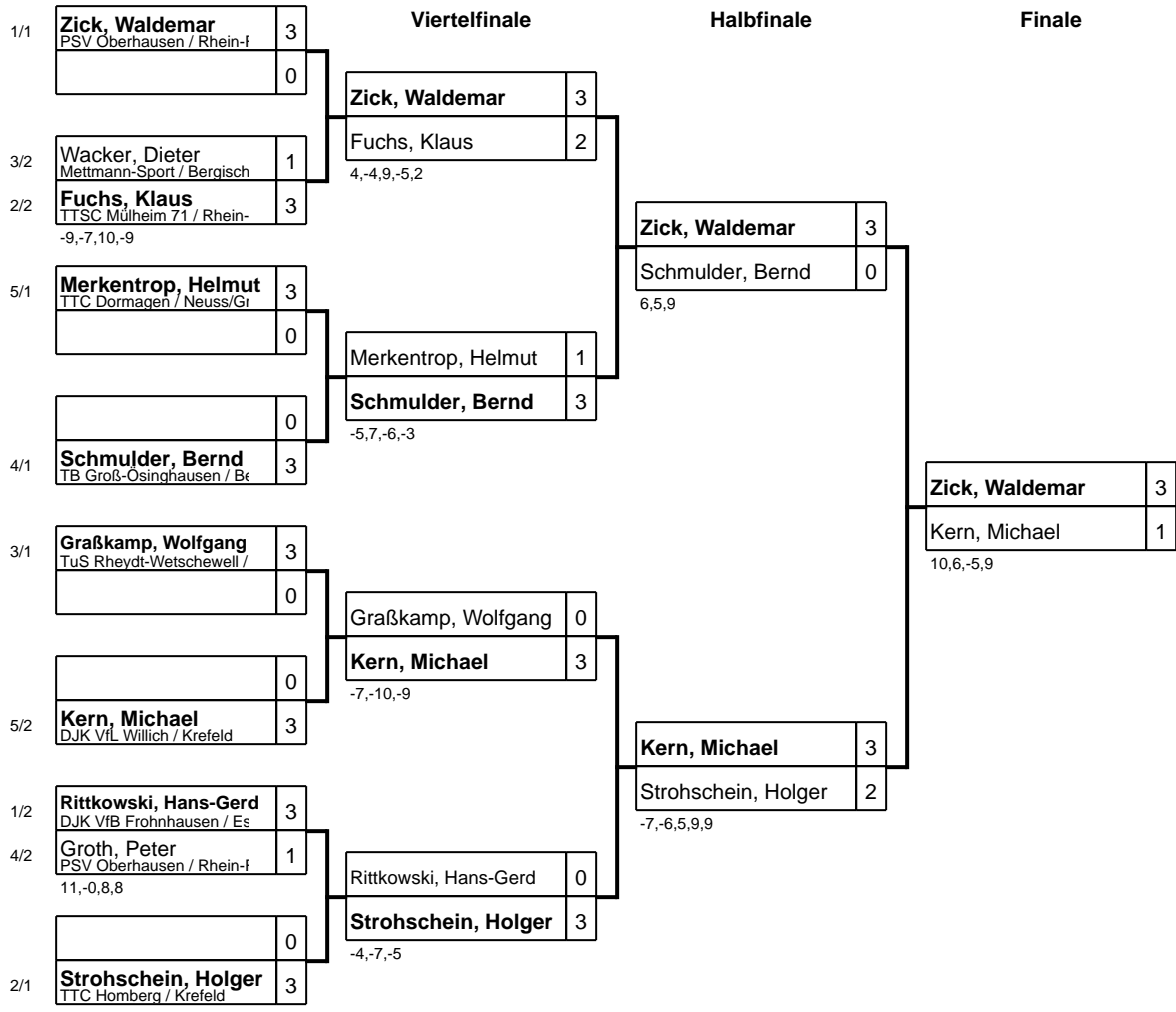 Viertelfinale
Halbfinale
Finale
1/1
Zick, Waldemar 3
PSV Oberhausen / Rhein-
0
3/2
Wacker, Dieter 1
Mettmann-Sport / Bergisch
2/2
Fuchs, Klaus 3
TTSC Mülheim 71 / Rhein-
-9,-7,10,-9
5/1
Merkentrop, Helmut 3
TTC Dormagen / Neuss/
0
0
4/1
Schmulder, Bernd 3
TB Groß-Ösinghausen /
3/1
Graßkamp, Wolfgang 3
TuS Rheydt-Wetschewell /
0
0
5/2
Kern, Michael 3
DJK VfL Willich / Krefeld
1/2
Rittkowski, Hans-Gerd 3
DJK VfB Frohnhausen /
4/2
Groth, Peter 1
PSV Oberhausen / Rhein-
11,-0,8,8
0
2/1
Strohschein, Holger 3
TTC Homberg / Krefeld
Zick, Waldemar 3
Fuchs, Klaus 2
4,-4,9,-5,2
Merkentrop, Helmut 1
Schmulder, Bernd 3
-5,7,-6,-3
Graßkamp, Wolfgang 0
Kern, Michael 3
-7,-10,-9
Rittkowski, Hans-Gerd 0
Strohschein, Holger 3
-4,-7,-5
Zick, Waldemar 3
Schmulder, Bernd 0
6,5,9
Kern, Michael 3
Strohschein, Holger 2
-7,-6,5,9,9
Zick, Waldemar 3
Kern, Michael 1
10,6,-5,9